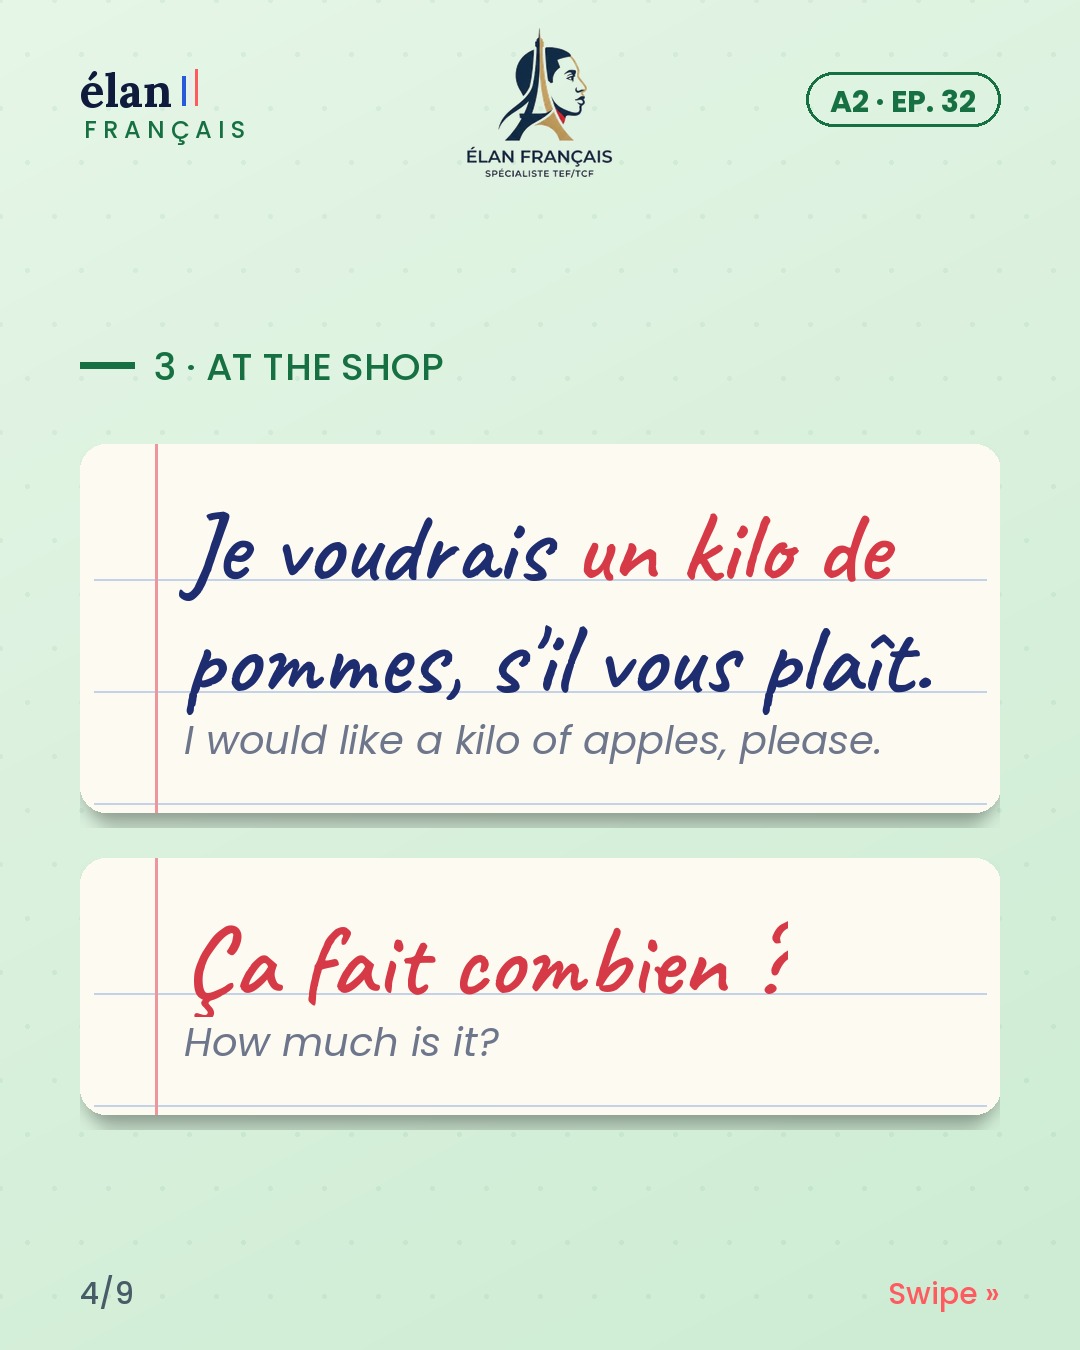 élan
FRANÇAIS
ÉLAN FRANÇAIS
SPÉCIALISTE TEF/TCF
A2 · EP. 32
3 · AT THE SHOP
Je voudrais un kilo de
pommes, s'il vous plaît.
I would like a kilo of apples, please.
Ça fait combien ?
How much is it?
4/9
Swipe »